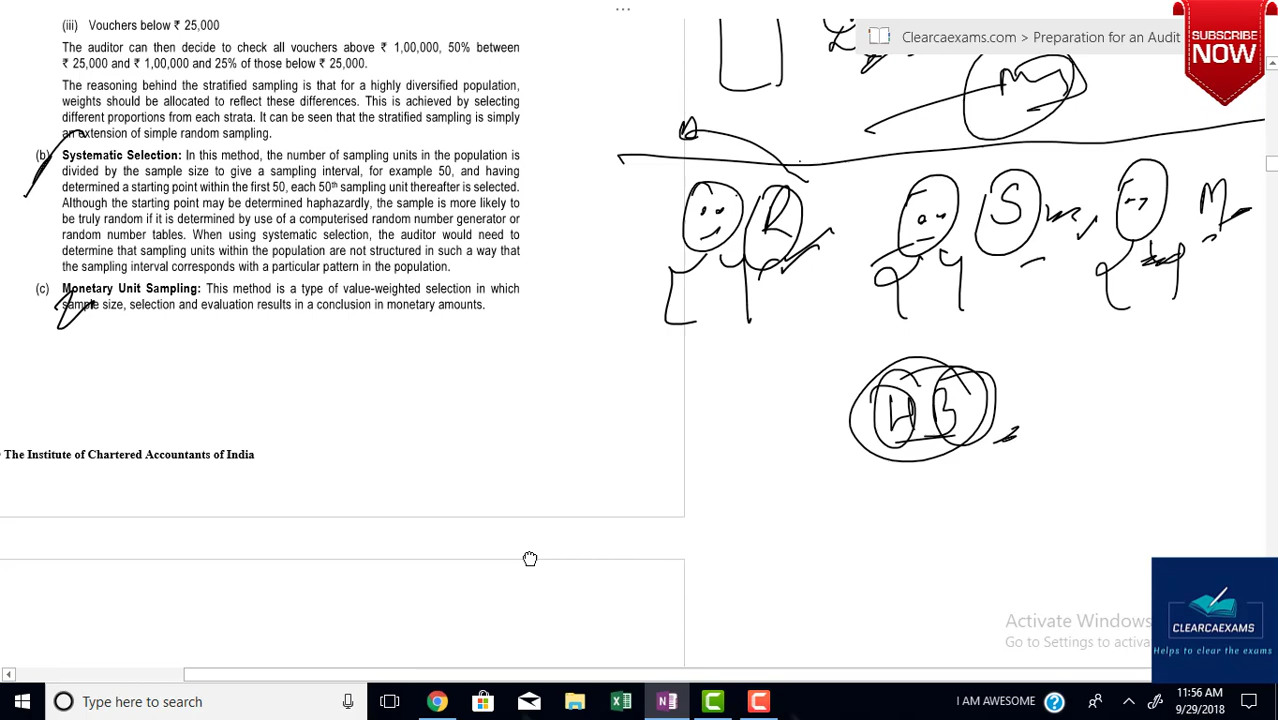 (iii) Vouchers below ₹ 25,000
The auditor can then decide to check all vouchers above ₹ 1,00,000, 50% between
₹ 25,000 and ₹ 1,00,000 and 25% of those below ₹ 25,000.
The reasoning behind the stratified sampling is that for a highly diversified population,
weights should be allocated to reflect these differences. This is achieved by selecting
different proportions from each strata. It can be seen that the stratified sampling is simply
an extension of simple random sampling.
(b) Systematic Selection: In this method, the number of sampling units in the population is
divided by the sample size to give a sampling interval, for example 50, and having
determined a starting point within the first 50, each 50th sampling unit thereafter is selected.
Although the starting point may be determined haphazardly, the sample is more likely to
be truly random if it is determined by use of a computerised random number generator or
random number tables. When using systematic selection, the auditor would need to
determine that sampling units within the population are not structured in such a way that
the sampling interval corresponds with a particular pattern in the population.
(c) Monetary Unit Sampling: This method is a type of value-weighted selection in which
sample size, selection and evaluation results in a conclusion in monetary amounts.
The Institute of Chartered Accountants of India
Clearcaexams.com > Preparation for an Audit
SUBSCRIBE
NOW
M
R
S
M
H B
Activate Windows
Go to Settings to activa
CLEARCAEXAMS
Helps to clear the exams
Type here to search
I AM AWESOME
11:56 AM
9/29/2018